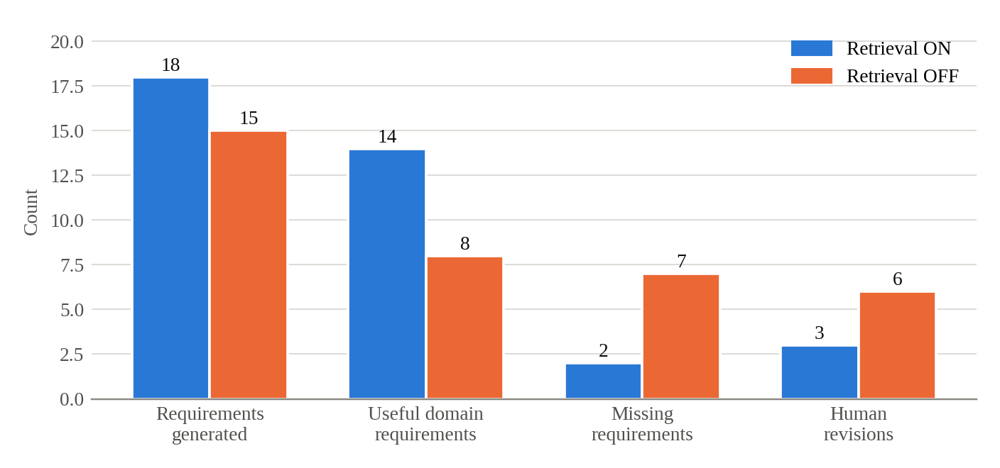 20.0
17.5
15.0
12.5
10.0
7.5
5.0
2.5
0.0
Count
Retrieval ON
Retrieval OFF
18
15
14
8
2
7
3
6
Requirements
generated
Useful domain
requirements
Missing
requirements
Human
revisions